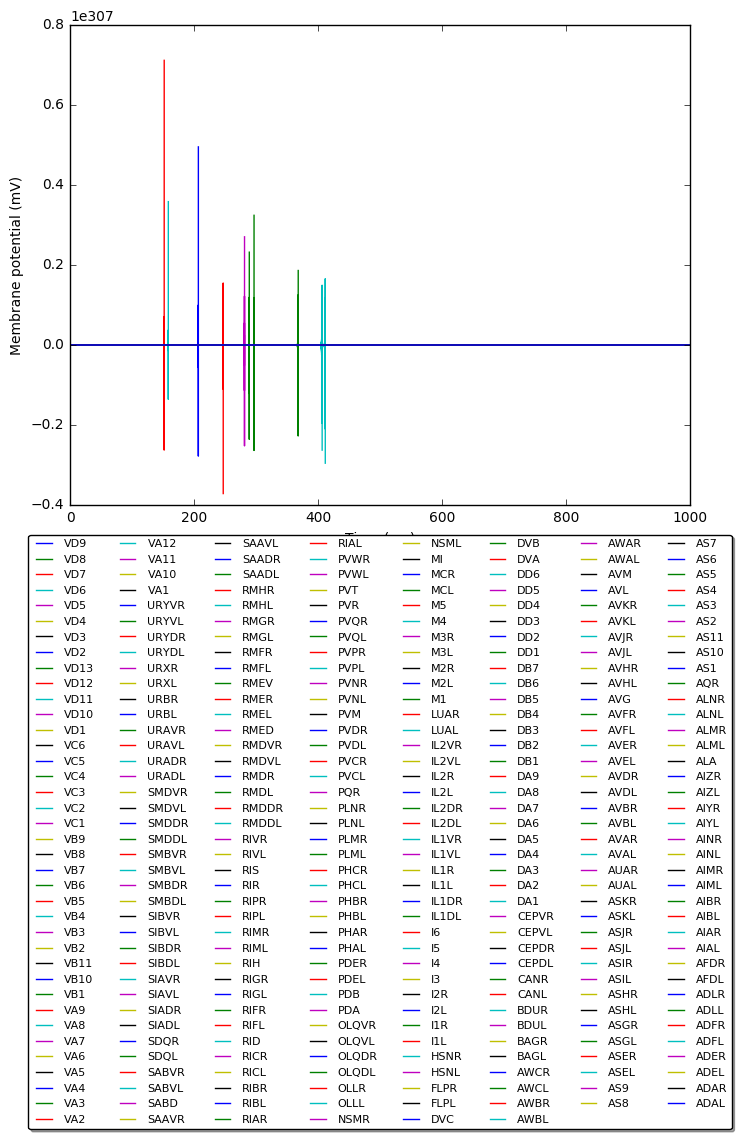 1e307
0.8
0.6
0.4
0.2
0.0
−0.2
−0.4
Membrane potential (mV)
0 200 400 600 800 1000
VD9 VA12 SAAVL RIAL NSML DVB AWAR AS7
VD8 VA11 SAADR PVWR MI DVA AWAL AS6
VD7 VA10 SAADL PVWL MCR DD6 AVM AS5
VD6 VA1 RMHR PVT MCL DD5 AVL AS4
VD5 URYVR RMHL PVR M5 DD4 AVKR AS3
VD4 URYVL RMGR PVQR M4 DD3 AVKL AS2
VD3 URYDR RMGL PVQL M3R DD2 AVJR AS11
VD2 URYDL RMFR PVPR M3L DD1 AVJL AS10
VD13 URXR RMFL PVPL M2R DB7 AVHR AS1
VD12 URXL RMEV PVNR M2L DB6 AVHL AQR
VD11 URBR RMER PVNL M1 DB5 AVG ALNR
VD10 URBL RMEL PVM LUAR DB4 AVFR ALNL
VD1 URAVR RMED PVDR LUAL DB3 AVFL ALMR
VC6 URAVL RMDVR PVDL IL2VR DB2 AVER ALML
VC5 URADR RMDVL PVCR IL2VL DB1 AVEL ALA
VC4 URADL RMDR PVCL IL2R DA9 AVDR AIZR
VC3 SMDVR RMDL PQR IL2L DA8 AVDL AIZL
VC2 SMDVL RMDDR PLNR IL2DR DA7 AVBR AIYR
VC1 SMDDR RMDDL PLNL IL2DL DA6 AVBL AIYL
VB9 SMDDL RIVR PLMR IL1VR DA5 AVAR AINR
VB8 SMBVR RIVL PLML IL1VL DA4 AVAL AINL
VB7 SMBVL RIS PHCR IL1R DA3 AUAR AIMR
VB6 SMBDR RIR PHCL IL1L DA2 AUAL AIML
VB5 SMBDL RIPR PHBR IL1DR DA1 ASKR AIBR
VB4 SIBVR RIPL PHBL IL1DL CEPVR ASKL AIBL
VB3 SIBVL RIMR PHAR I6 CEPVL ASJR AIAR
VB2 SIBDR RIML PHAL I5 CEPDR ASJL AIAL
VB11 SIBDL RIH PDER I4 CEPDL ASIR AFDR
VB10 SIAVR RIGR PDEL I3 CANR ASIL AFDL
VB1 SIAVL RIGL PDB I2R CANL ASHR ADLR
VA9 SIADR RIFR PDA I2L BDUR ASHL ADLL
VA8 SIADL RIFL OLQVR I1R BDUL ASGR ADFR
VA7 SDQR RID OLQVL I1L BAGR ASGL ADFL
VA6 SDQL RICR OLQDR HSNR BAGL ASER ADER
VA5 SABVR RICL OLQDL HSNL AWCR ASEL ADEL
VA4 SABVL RIBR OLLR FLPR AWCL AS9 ADAR
VA3 SABD RIBL OLLL FLPL AWBR AS8 ADAL
VA2 SAAVR RIAR NSMR DVC AWBL